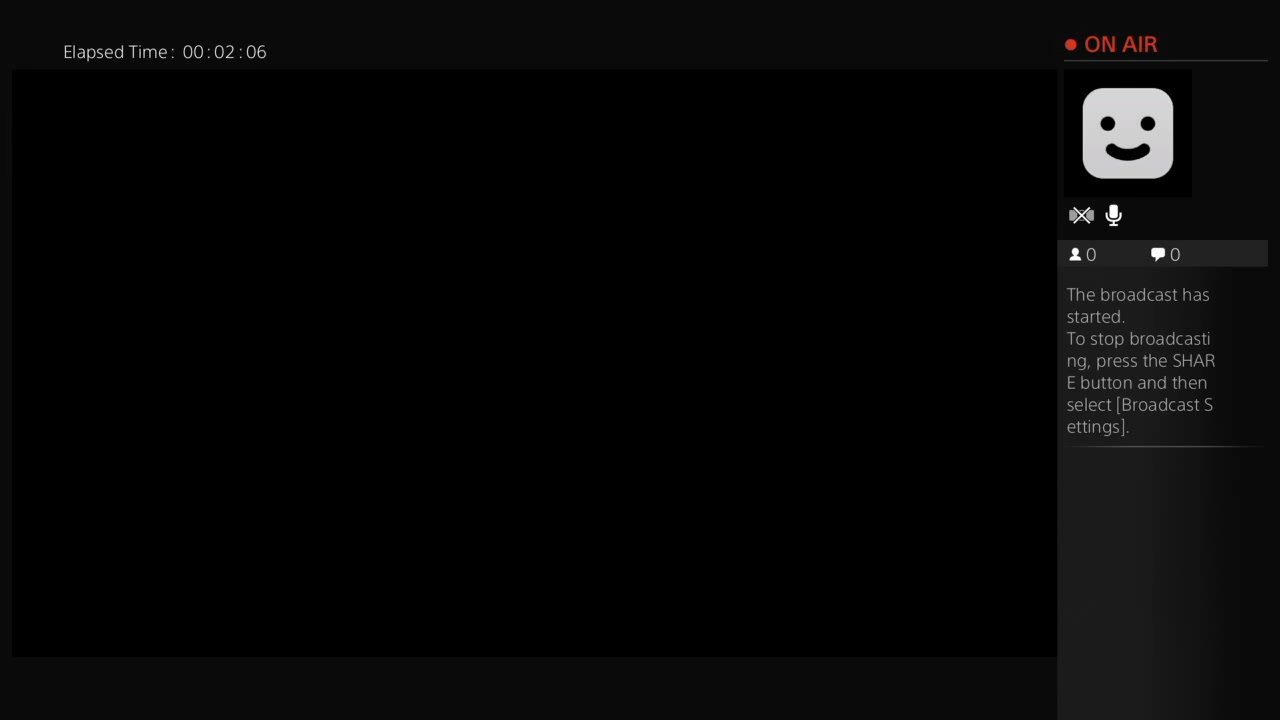 Elapsed Time: 00:02:06
ON AIR
0 0
The broadcast has
started.
To stop broadcasti
ng, press the SHAR
E button and then
select [Broadcast S
ettings].